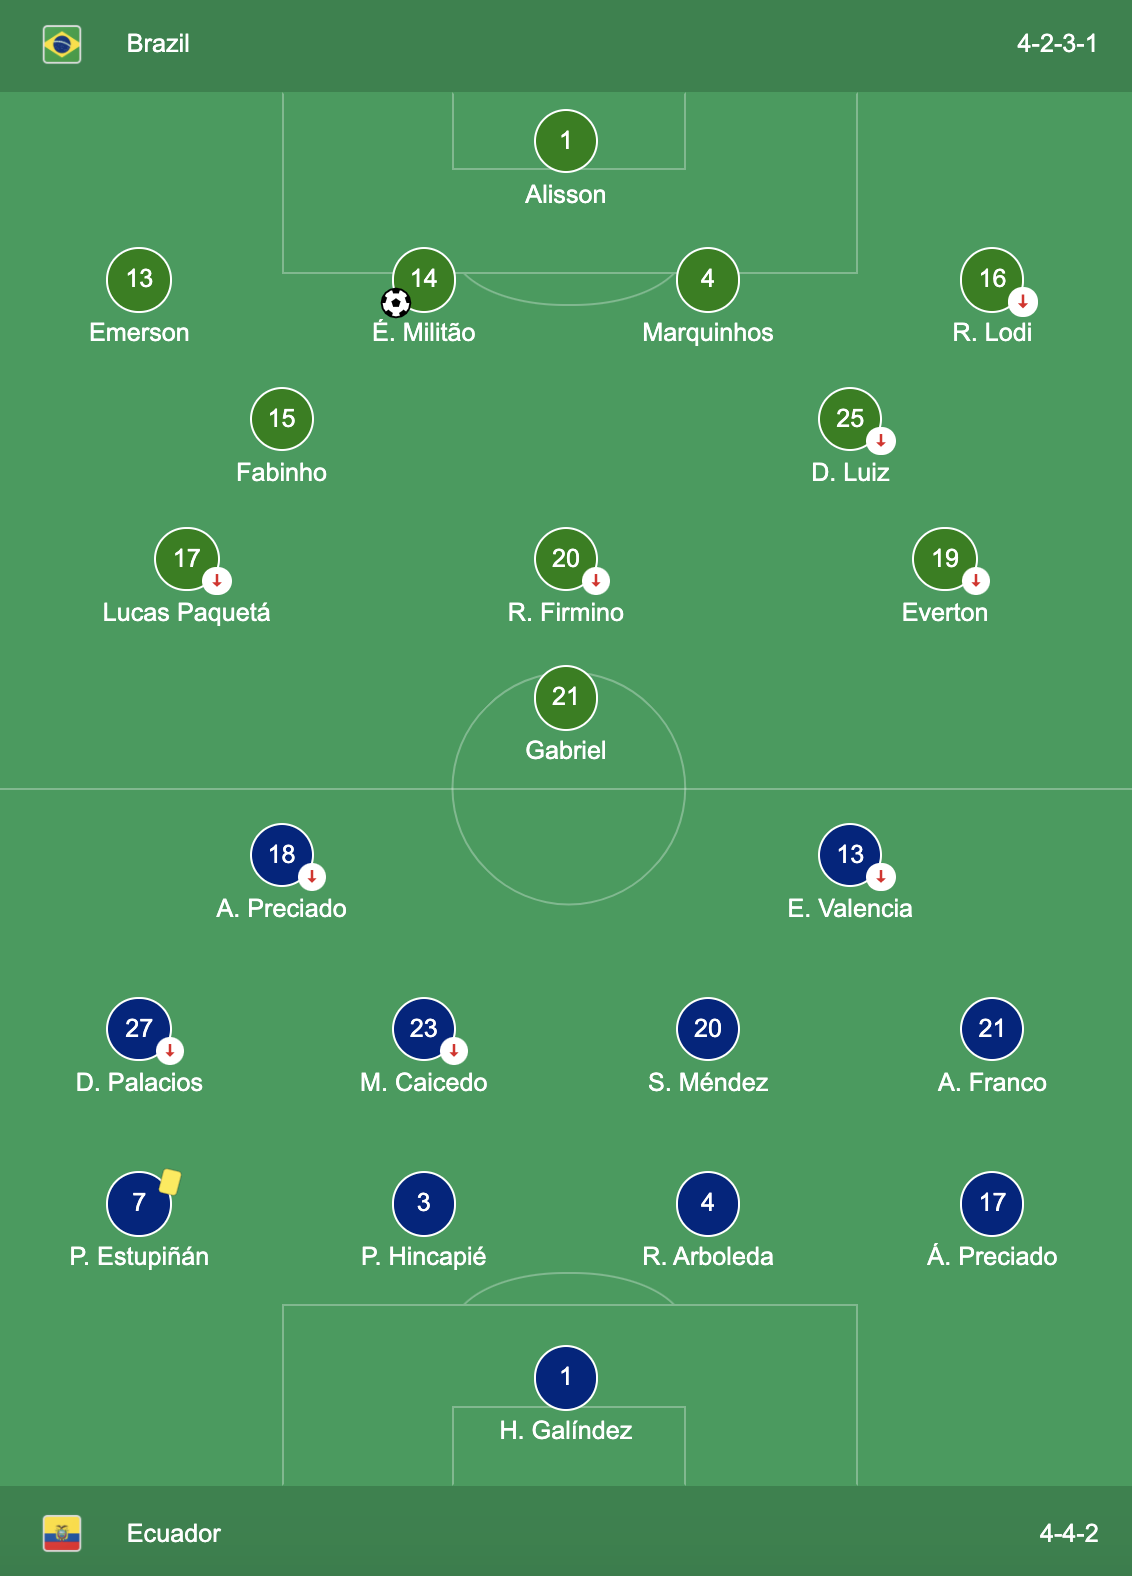 Brazil 4-2-3-1
1
Alisson
13 14 4 16
Emerson É. Militão Marquinhos R. Lodi
15 25
Fabinho D. Luiz
17 20 19
Lucas Paquetá R. Firmino Everton
21
Gabriel
18 13
A. Preciado E. Valencia
27 23 20 21
D. Palacios M. Caicedo S. Méndez A. Franco
7 3 4 17
P. Estupiñán P. Hincapié R. Arboleda Á. Preciado
1
H. Galíndez
Ecuador 4-4-2